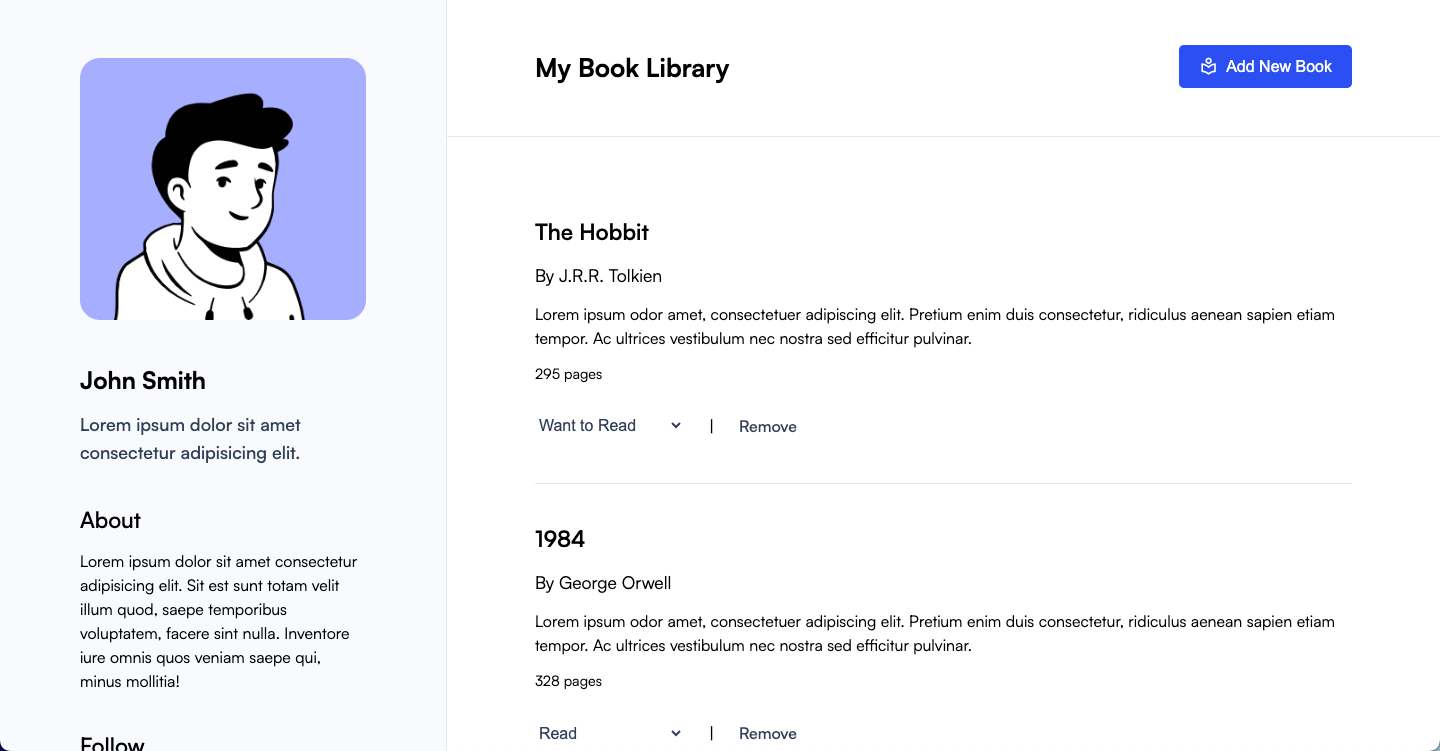 John Smith
Lorem ipsum dolor sit amet
consectetur adipisicing elit.
About
Lorem ipsum dolor sit amet consectetur
adipisicing elit. Sit est sunt totam velit
illum quod, saepe temporibus
voluptatem, facere sint nulla. Inventore
iure omnis quos veniam saepe qui,
minus mollitia!
Follow
My Book Library
Add New Book
The Hobbit
By J.R.R. Tolkien
Lorem ipsum odor amet, consectetuer adipiscing elit. Pretium enim duis consectetur, ridiculus aenean sapien etiam
tempor. Ac ultrices vestibulum nec nostra sed efficitur pulvinar.
295 pages
Want to Read | Remove
1984
By George Orwell
Lorem ipsum odor amet, consectetuer adipiscing elit. Pretium enim duis consectetur, ridiculus aenean sapien etiam
tempor. Ac ultrices vestibulum nec nostra sed efficitur pulvinar.
328 pages
Read | Remove